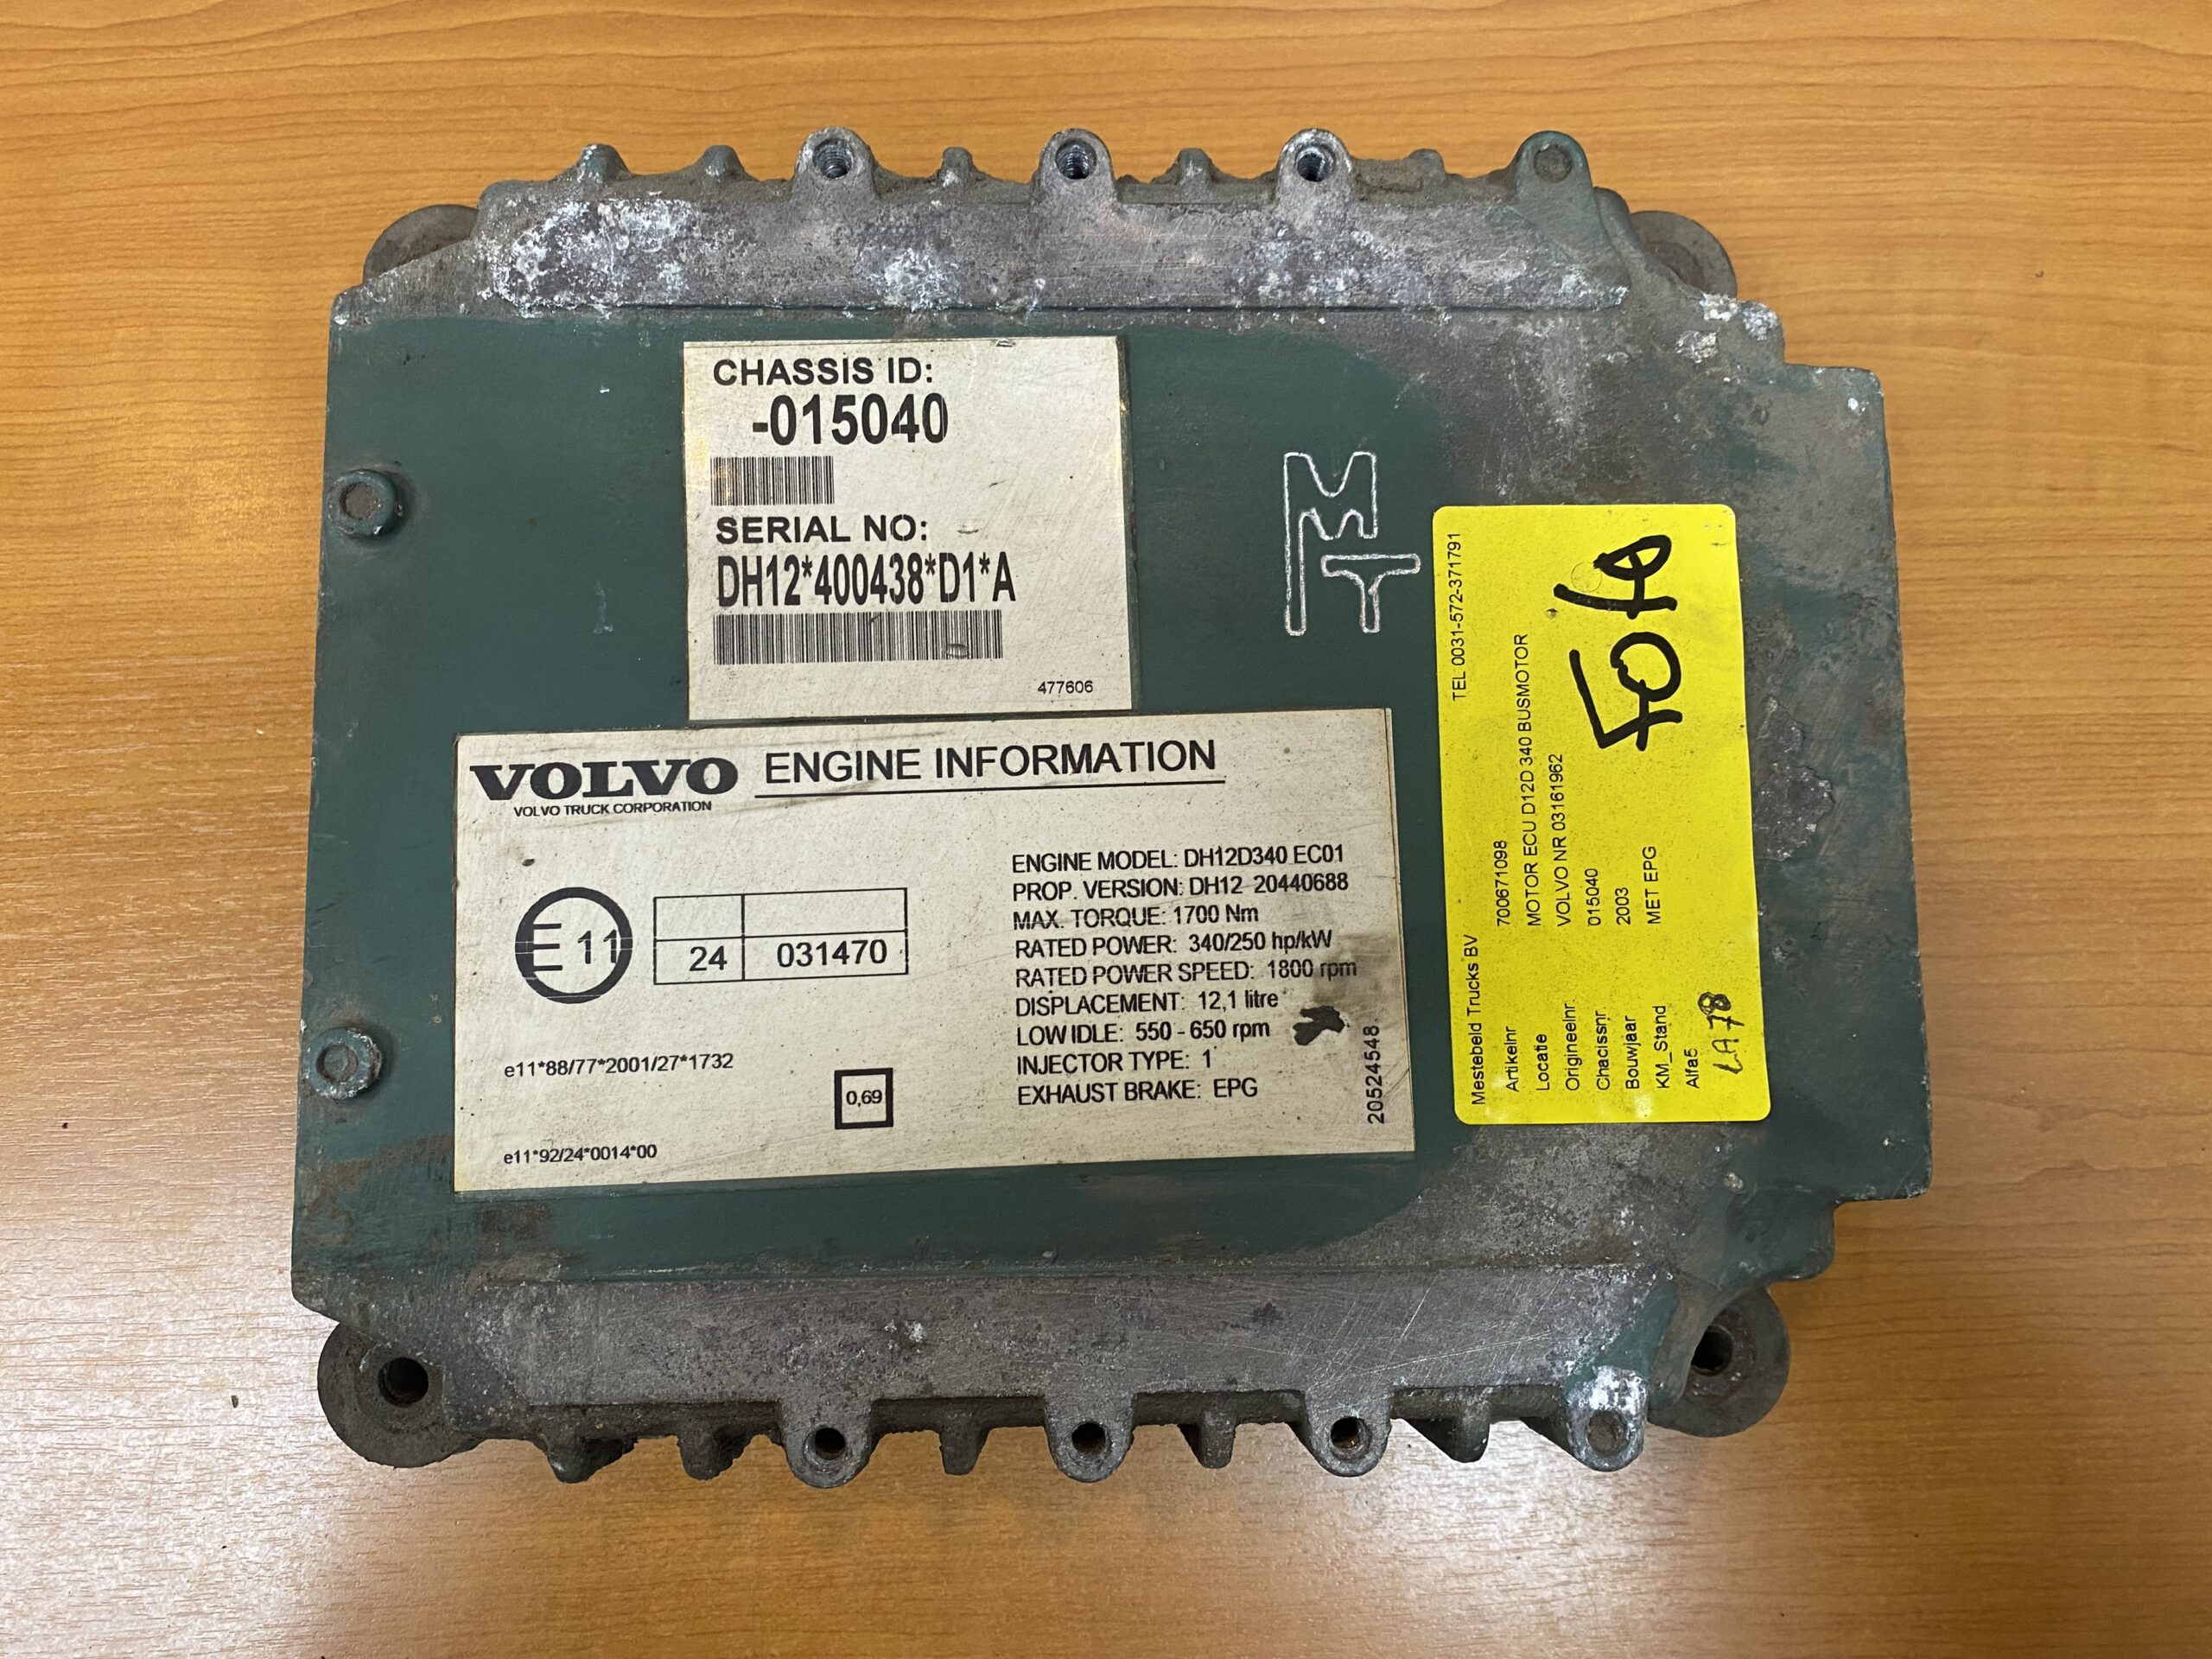 CHASSIS ID:
-015040
SERIAL NO:
DH12*400438*D1*A
477606
VOLVO
VOLVO TRUCK CORPORATION
ENGINE INFORMATION
E 11
24 031470
e11*88/77*2001/27*1732
0,69
e11*92/24*0014*00
ENGINE MODEL: DH12D340 EC01
PROP. VERSION: DH12 20440688
MAX. TORQUE: 1700 Nm
RATED POWER: 340/250 hp/kW
RATED POWER SPEED: 1800 rpm
DISPLACEMENT: 12,1 litre
LOW IDLE: 550 - 650 rpm
INJECTOR TYPE: 1
EXHAUST BRAKE: EPG
20524548
MT
Mestebeld Trucks BV TEL 0031-572-371791
Artikelnr 700671098
Locatie MOTOR ECU D12D 340 BUSMOTOR
Origineelnr VOLVO NR 03161962
Chacissnr 015040
Bouwjaar 2003
KM_Stand MET EPG
Alfa5
LA 78